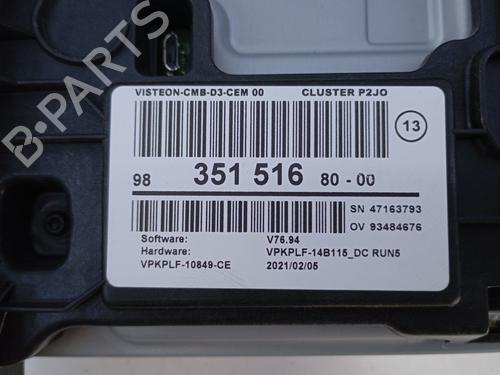 B-PARTS
VISTEON-CMB-D3-CEM 00 CLUSTER P2JO
13
98 351 516 80 - 00
SN 47163793
OV 93484676
Software: V76.94
Hardware: VPKPLF-14B115_DC RUN5
VPKPLF-10849-CE 2021/02/05